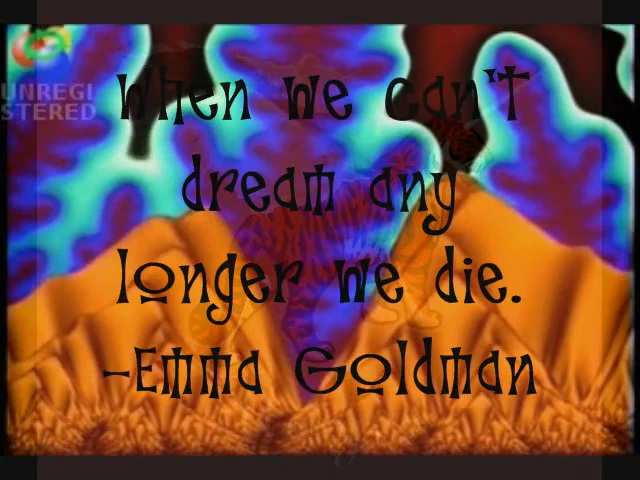 UNREGI
STERED
When we can't
dream any
longer we die.
-Emma Goldman